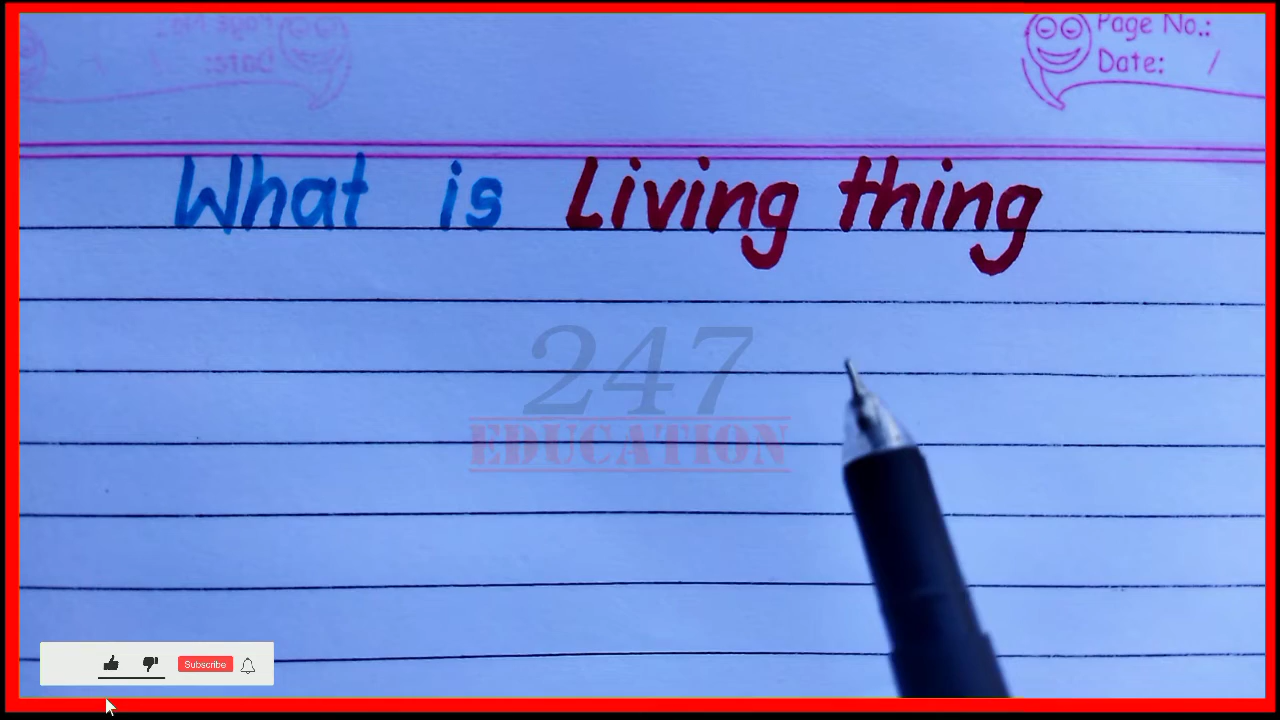 Page No.:
Date: /
What is Living thing
247
EDUCATION
Subscribe